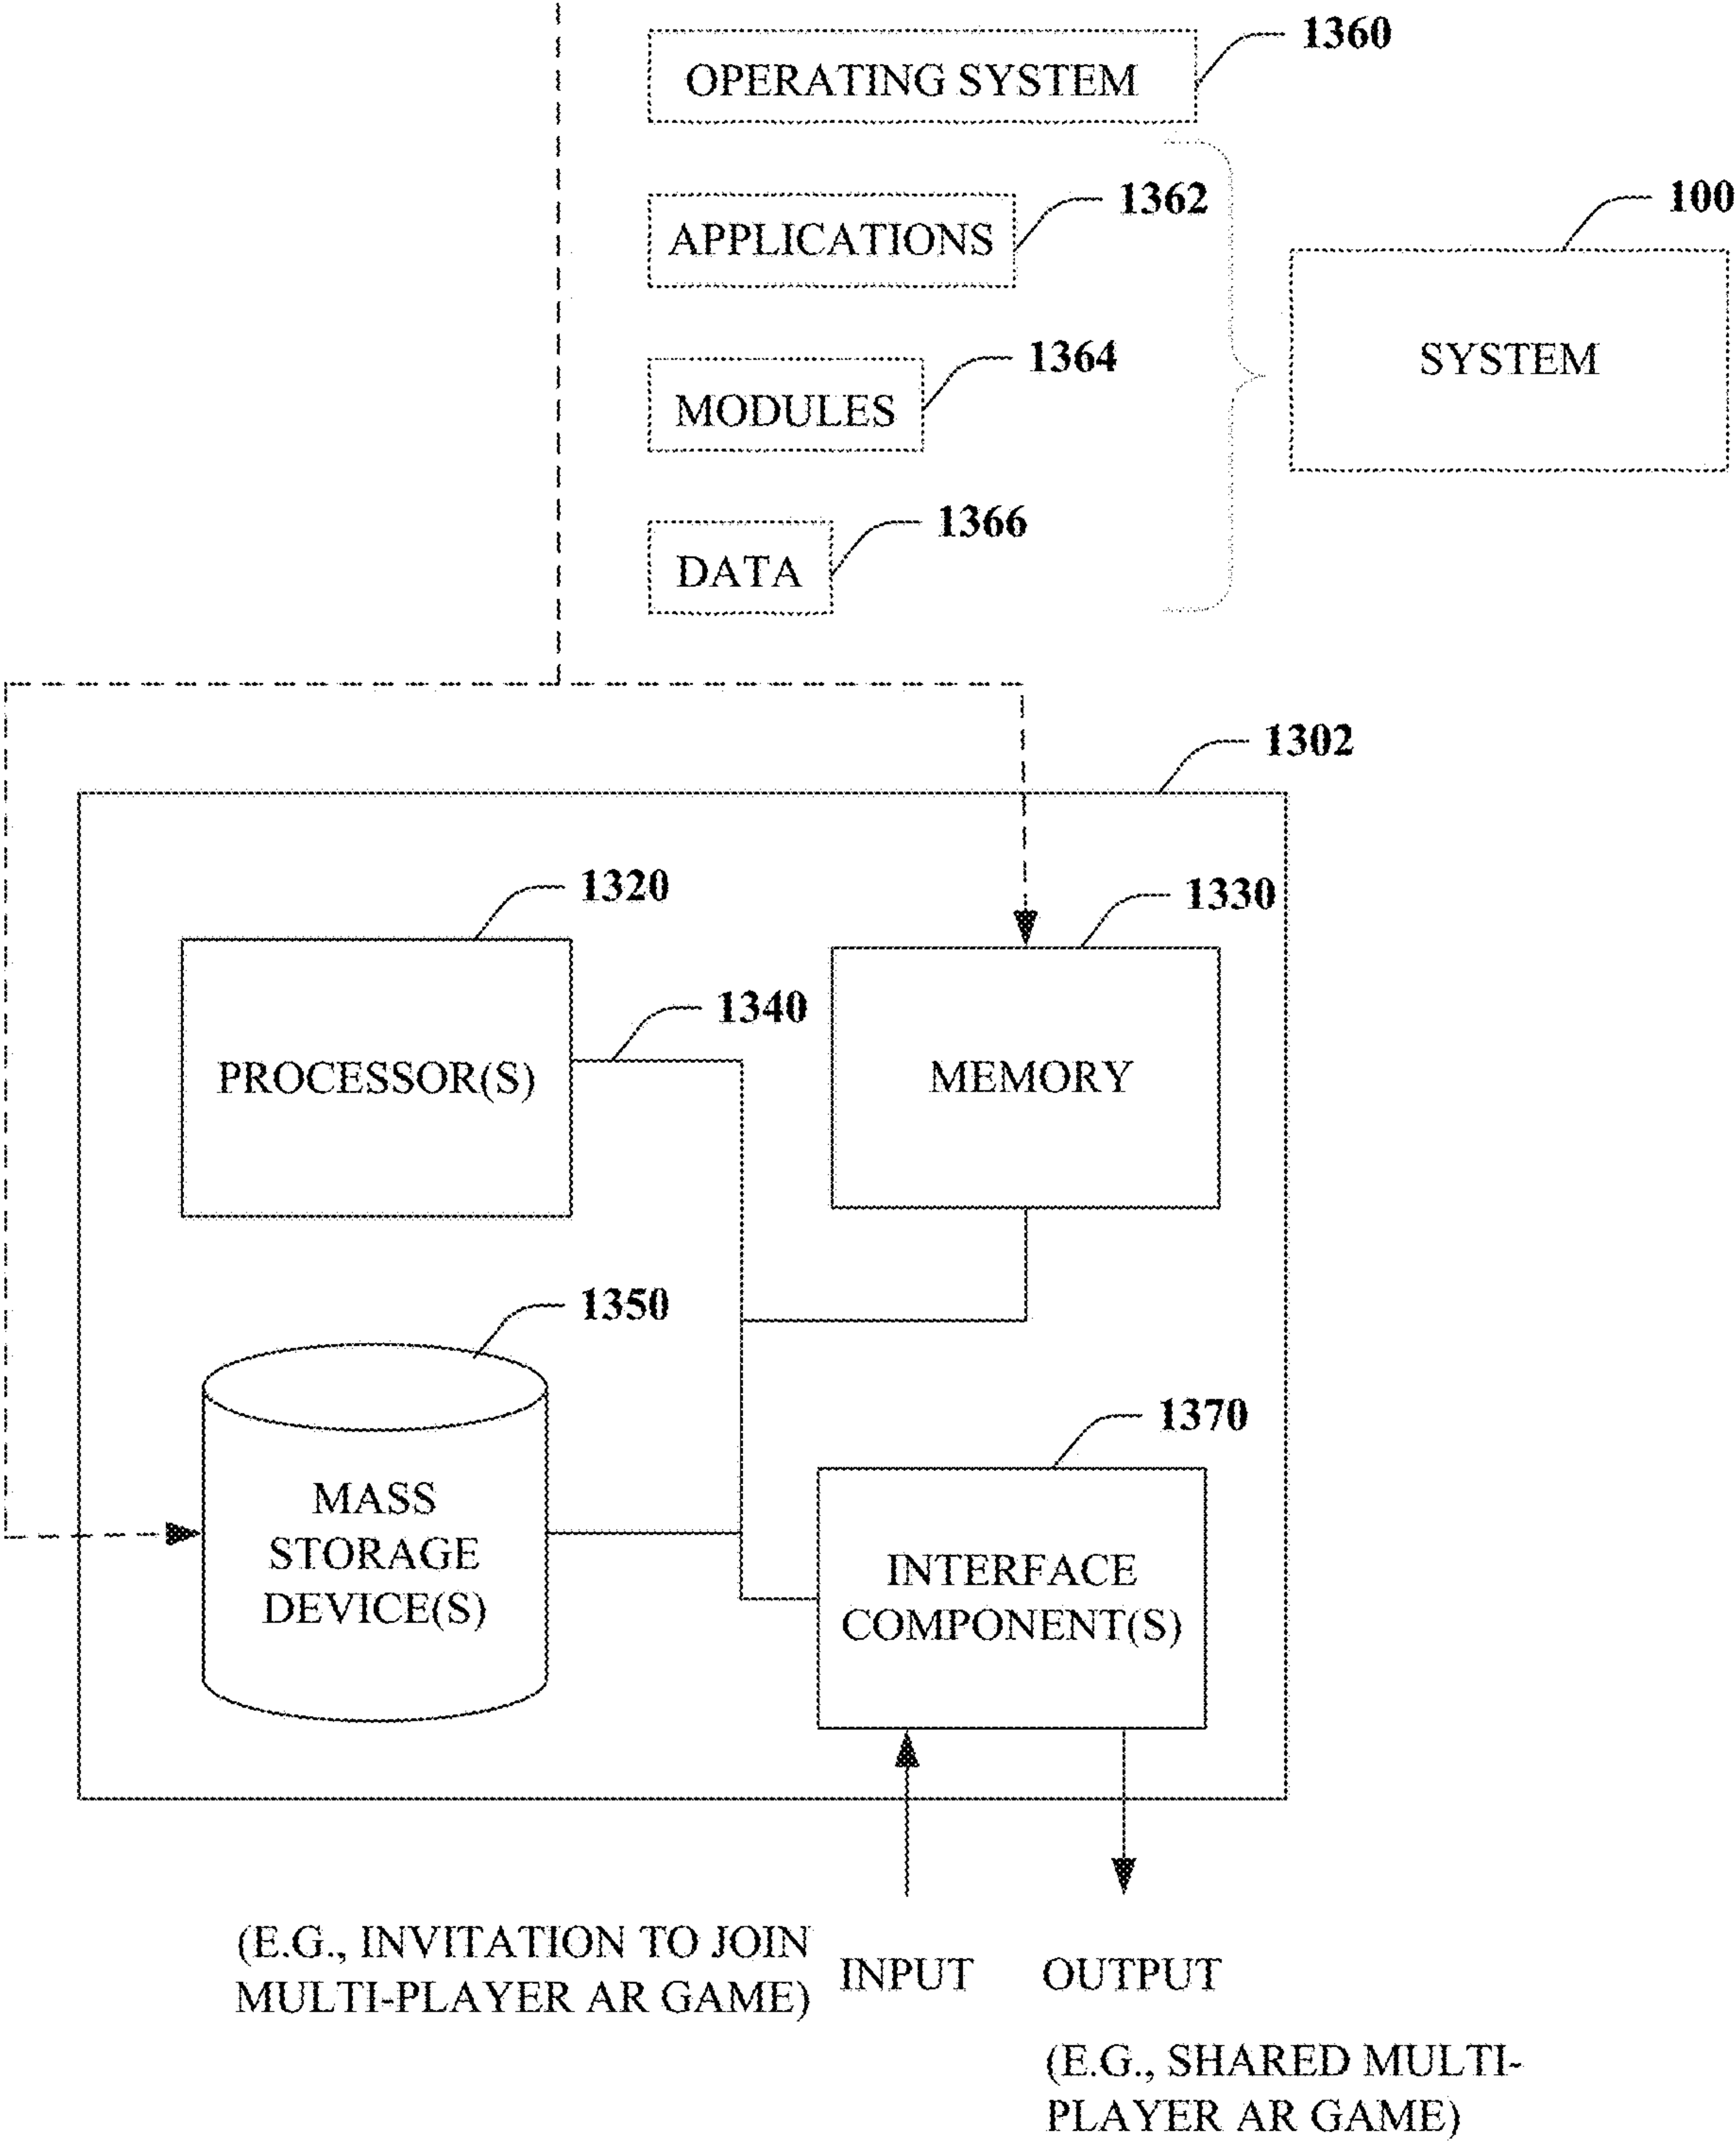 1360
OPERATING SYSTEM
1362
100
APPLICATIONS
SYSTEM
1364
MODULES
1366
DATA
1302
1320
1330
1340
PROCESSOR(S)
MEMORY
1350
1370
MASS
STORAGE
DEVICE(S)
INTERFACE
COMPONENT(S)
(E.G., INVITATION TO JOIN
MULTI-PLAYER AR GAME)
INPUT
OUTPUT
(E.G., SHARED MULTI-
PLAYER AR GAME)